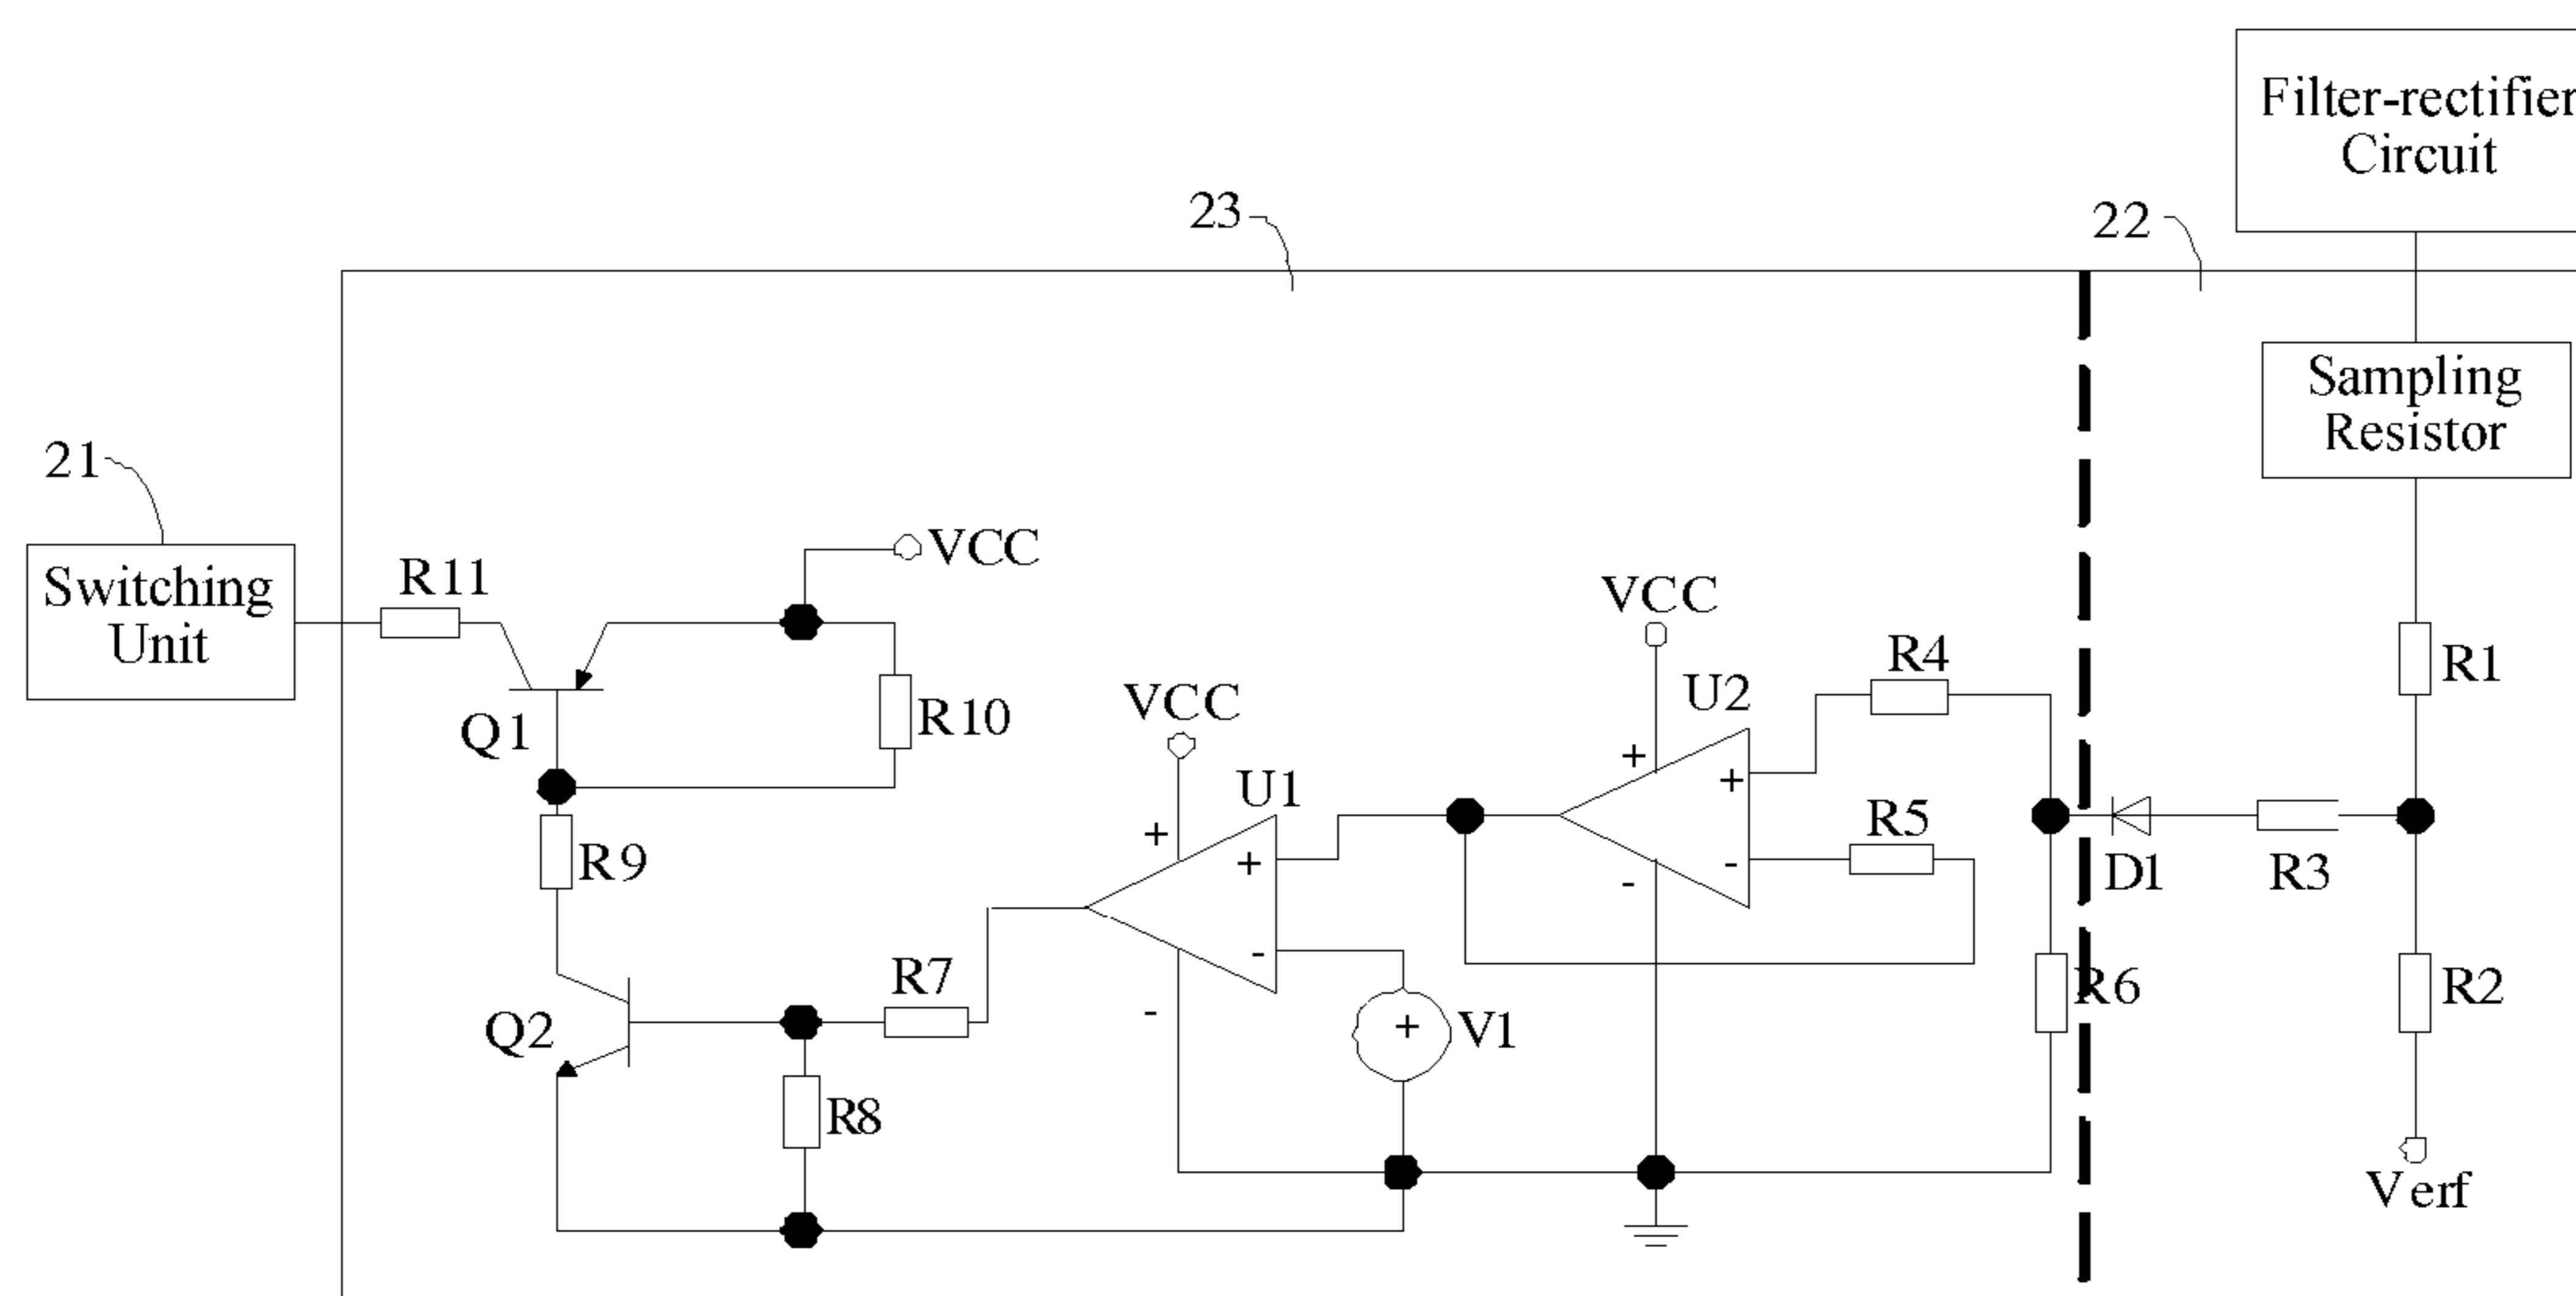 Filter-rectifier
Circuit
23
22
Sampling
Resistor
21
Switching
Unit
R11
VCC
VCC
R4
R1
U2
Q1
R10
VCC
+
+
U1
R5
+
+
-
-
D1
R3
R9
-
R7
R6
R2
-
Q2
+
V1
R8
Verf